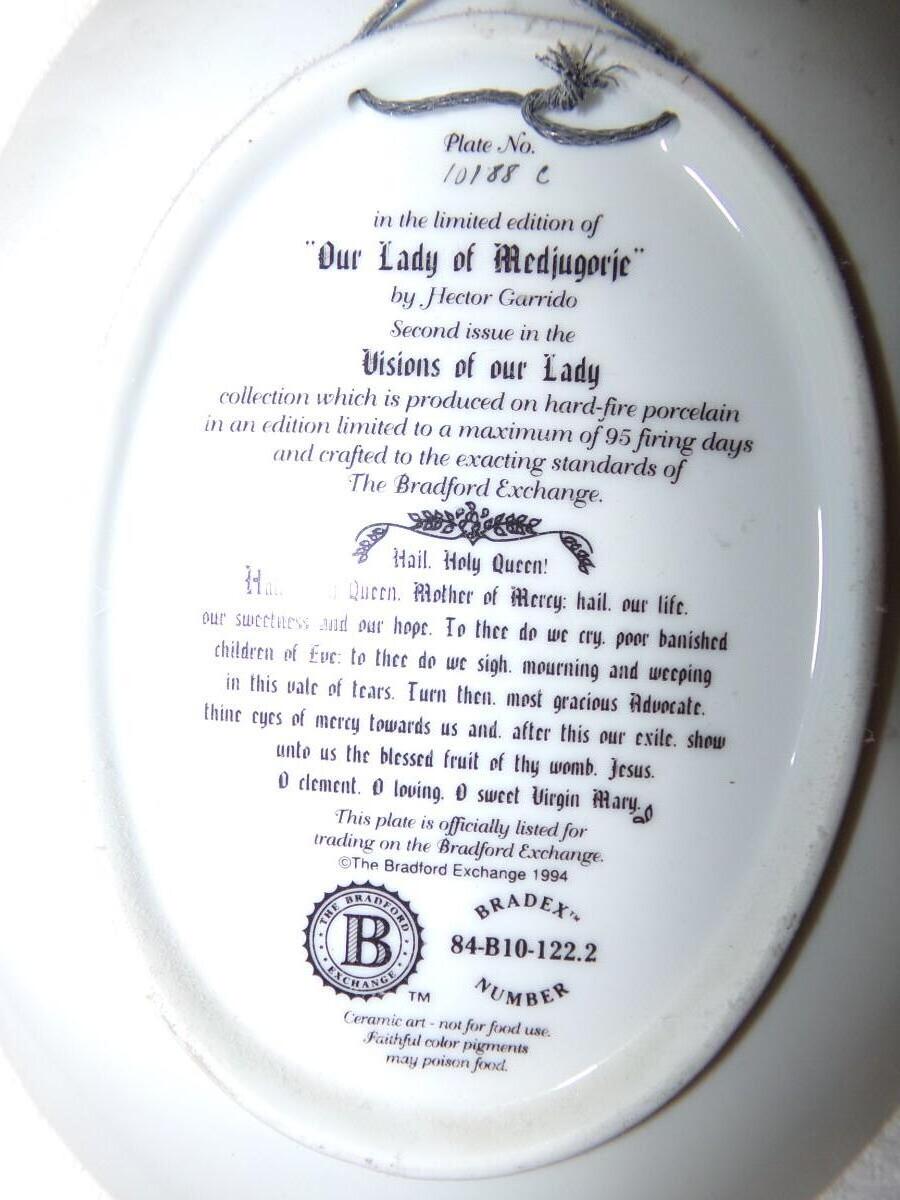 Plate No.
10188 C
in the limited edition of
"Our Lady of Medjugorje"
by Hector Garrido
Second issue in the
Visions of our Lady
collection which is produced on hard-fire porcelain
in an edition limited to a maximum of 95 firing days
and crafted to the exacting standards of
The Bradford Exchange.
Hail, Holy Queen!
Queen, Mother of Mercy: hail, our life,
our sweetness and our hope. To thee do we cry, poor banished
children of Eve: to thee do we sigh, mourning and weeping
in this vale of tears. Turn then, most gracious Advocate,
thine eyes of mercy towards us and, after this our exile, show
unto us the blessed fruit of thy womb, Jesus.
O clement, O loving, O sweet Virgin Mary.
This plate is officially listed for
trading on the Bradford Exchange.
©The Bradford Exchange 1994
THE BRADFORD
B
EXCHANGE
TM
BRADEX™
84-B10-122.2
NUMBER
Ceramic art - not for food use.
Faithful color pigments
may poison food.